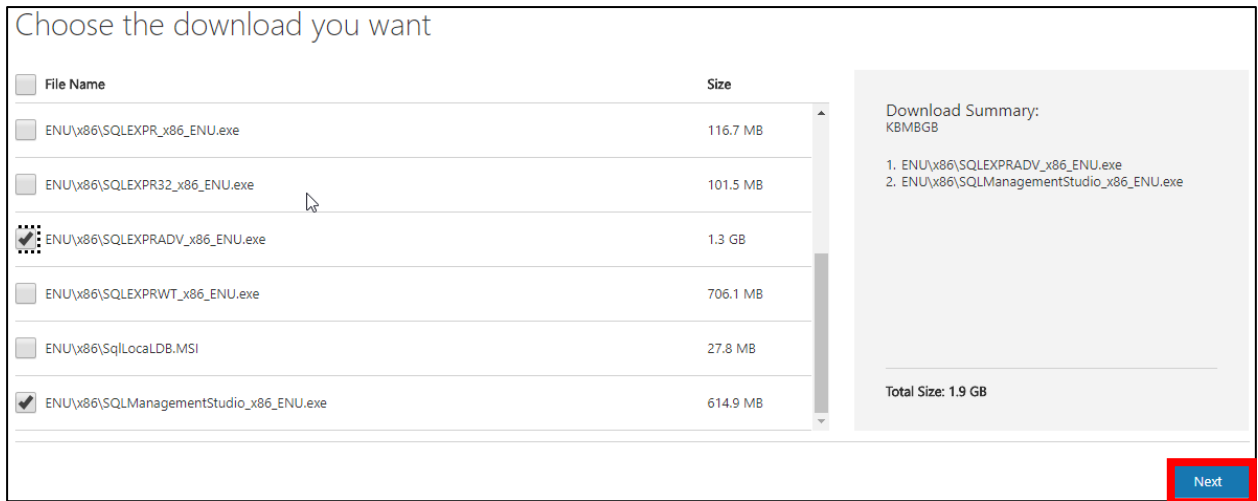 Choose the download you want
File Name Size
ENU\x86\SQLEXPR_x86_ENU.exe 116.7 MB
ENU\x86\SQLEXPR32_x86_ENU.exe 101.5 MB
ENU\x86\SQLEXPRADV_x86_ENU.exe 1.3 GB
ENU\x86\SQLEXPRWT_x86_ENU.exe 706.1 MB
ENU\x86\SqlLocaLDB.MSI 27.8 MB
ENU\x86\SQLManagementStudio_x86_ENU.exe 614.9 MB
Download Summary:
KBMBGB
1. ENU\x86\SQLEXPRADV_x86_ENU.exe
2. ENU\x86\SQLManagementStudio_x86_ENU.exe
Total Size: 1.9 GB
Next